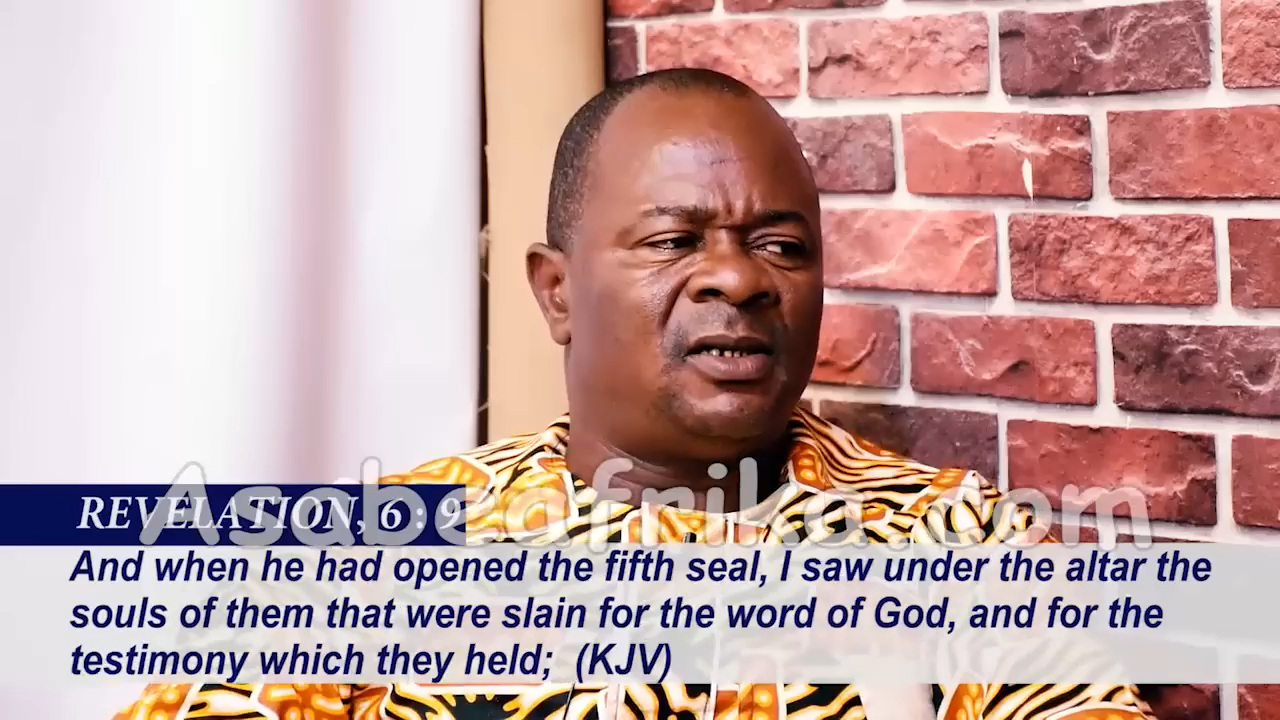 Asabeafrika.com
REVELATION, 6 : 9
And when he had opened the fifth seal, I saw under the altar the
souls of them that were slain for the word of God, and for the
testimony which they held; (KJV)